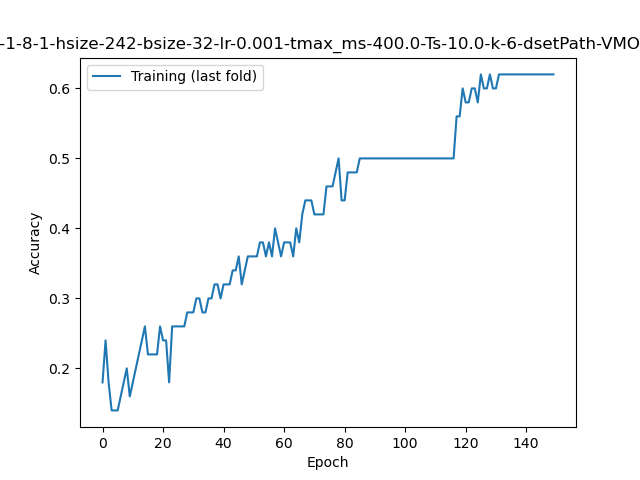 -1-8-1-hsize-242-bsize-32-lr-0.001-tmax_ms-400.0-Ts-10.0-k-6-dsetPath-VMO
Training (last fold)
0.6
0.5
0.4
0.3
0.2
Accuracy
0 20 40 60 80 100 120 140
Epoch